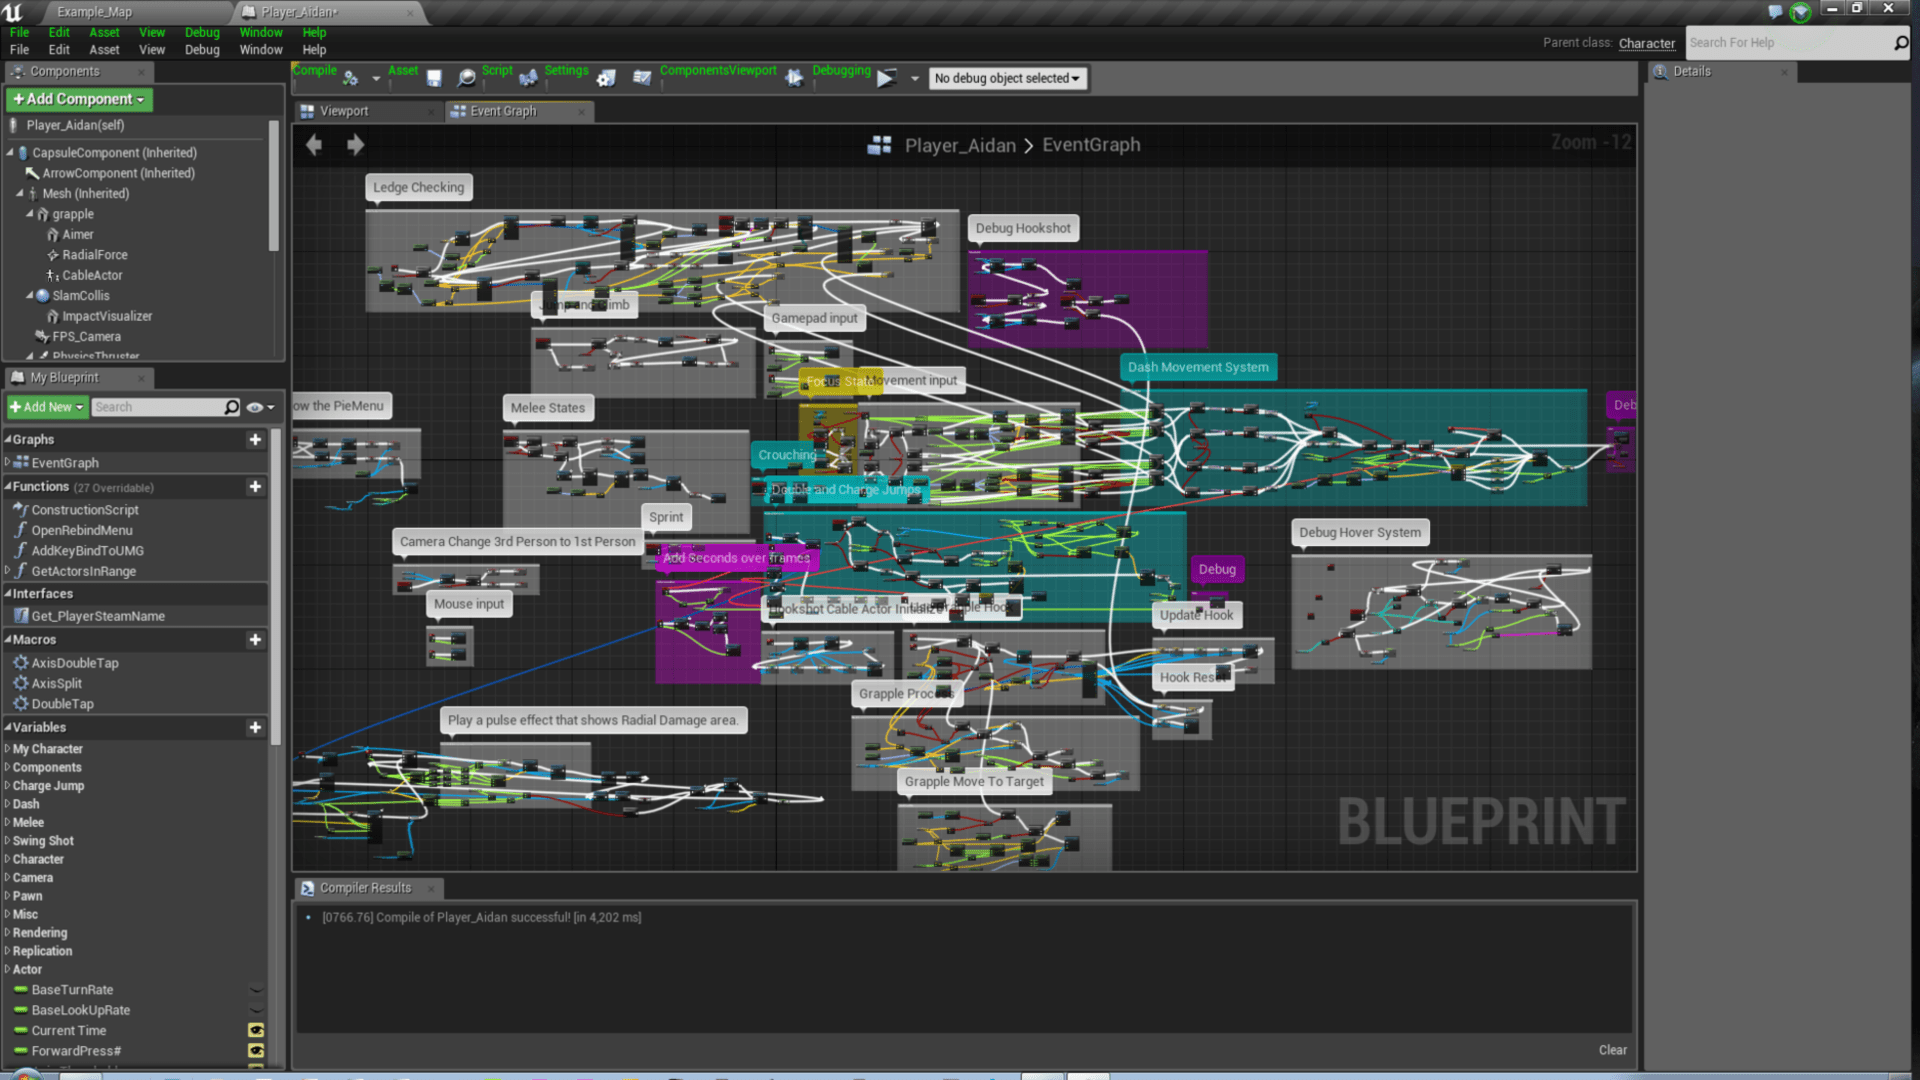 Example_Map
Player_Aidan*
File Edit Asset View Debug Window Help
File Edit Asset View Debug Window Help
Parent class: Character
Search For Help
Components
Compile
Asset
Script
Settings
ComponentsViewport
Debugging
No debug object selected
Details
+Add Component
Viewport
Event Graph
Player_Aidan(self)
CapsuleComponent (Inherited)
ArrowComponent (Inherited)
Mesh (Inherited)
grapple
Aimer
RadialForce
CableActor
SlamCollis
ImpactVisualizer
FPS_Camera
PhysicsThruster
My Blueprint
+Add New
Search
Graphs
EventGraph
Functions (27 Overridable)
ConstructionScript
OpenRebindMenu
AddKeyBindToUMG
GetActorsInRange
Interfaces
Get_PlayerSteamName
Macros
AxisDoubleTap
AxisSplit
DoubleTap
Variables
My Character
Components
Charge Jump
Dash
Melee
Swing Shot
Character
Camera
Pawn
Misc
Rendering
Replication
Actor
BaseTurnRate
BaseLookUpRate
Current Time
ForwardPress#
Player_Aidan > EventGraph
Zoom -12
Ledge Checking
Debug Hookshot
Jump and Climb
Gamepad input
Dash Movement System
Focus State
Movement input
ow the PieMenu
Melee States
Deb
Crouching
Double and Charge Jumps
Sprint
Camera Change 3rd Person to 1st Person
Debug Hover System
Add Seconds over frames
Debug
Mouse input
Hookshot Cable Actor Initialize
Grapple Hook
Update Hook
Hook Reset
Grapple Process
Play a pulse effect that shows Radial Damage area.
Grapple Move To Target
BLUEPRINT
Compiler Results
[0766.76] Compile of Player_Aidan successful! [in 4,202 ms]
Clear